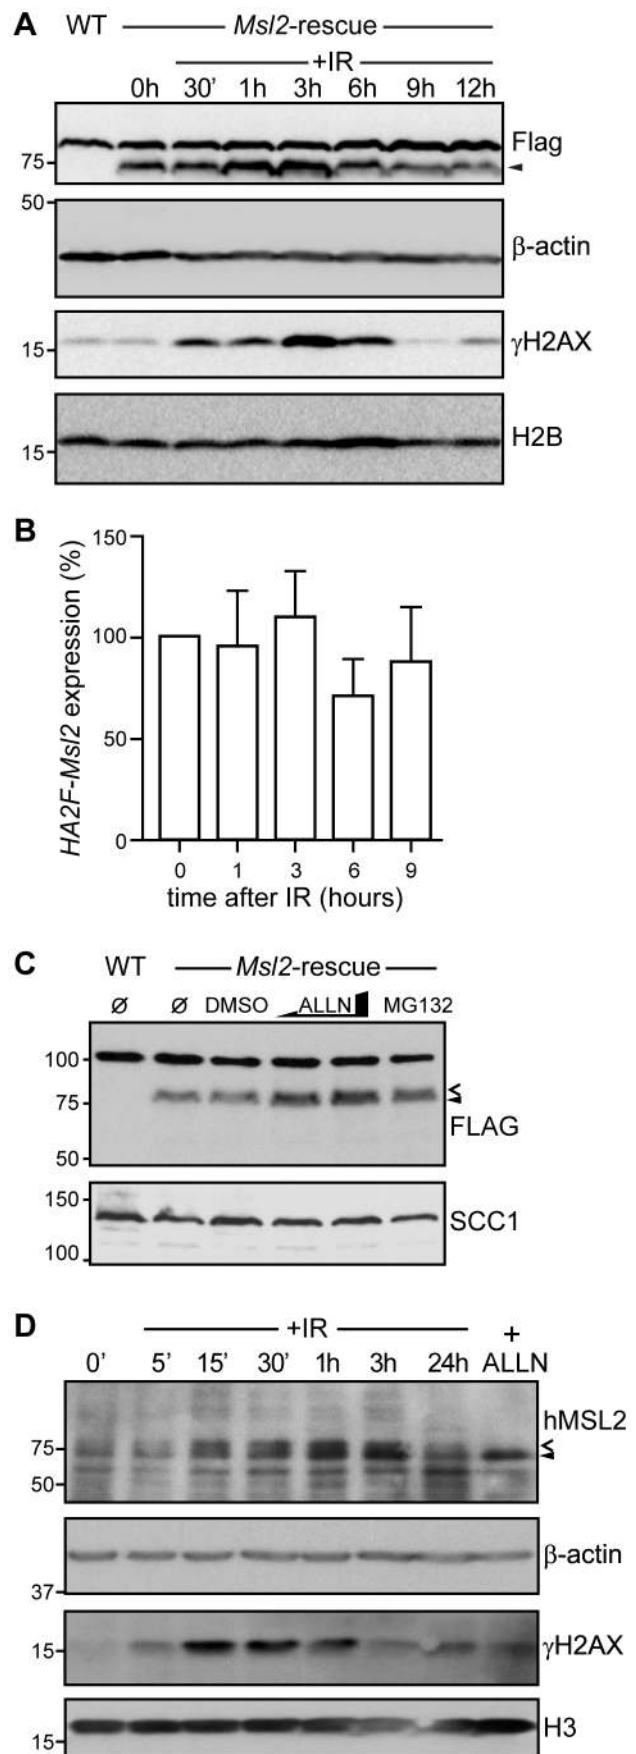 A
WT Msl2-rescue
+IR
0h 30' 1h 3h 6h 9h 12h
Flag
75
50
β-actin
γH2AX
15
H2B
15
B
150
100
50
0
HA2F-Msl2 expression (%)
0 1 3 6 9
time after IR (hours)
C
WT Msl2-rescue
Ø Ø DMSO ALLN MG132
100
75
FLAG
50
150
SCC1
100
D
+IR +
0' 5' 15' 30' 1h 3h 24h ALLN
hMSL2
75
50
β-actin
37
γH2AX
15
H3
15